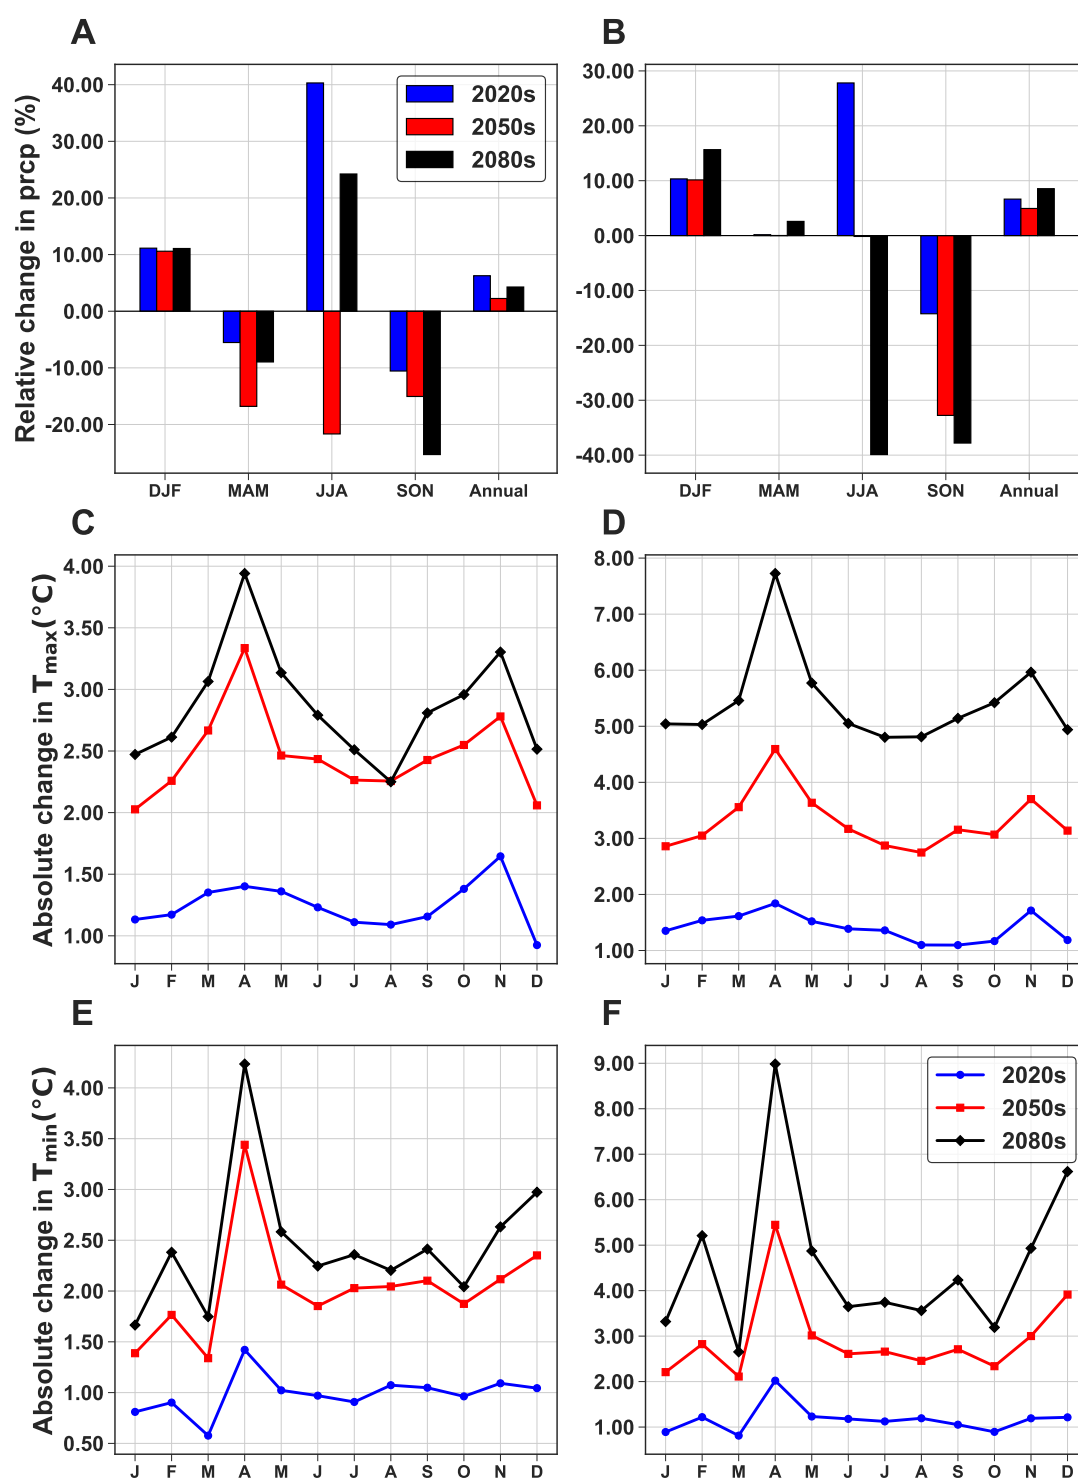 A
B
Relative change in prcp (%)
40.00
30.00
20.00
10.00
0.00
-10.00
-20.00
2020s
2050s
2080s
DJF MAM JJA SON Annual
30.00
20.00
10.00
0.00
-10.00
-20.00
-30.00
-40.00
DJF MAM JJA SON Annual
C
D
Absolute change in Tmax(°C)
4.00
3.50
3.00
2.50
2.00
1.50
1.00
J F M A M J J A S O N D
8.00
7.00
6.00
5.00
4.00
3.00
2.00
1.00
J F M A M J J A S O N D
E
F
Absolute change in Tmin(°C)
4.00
3.50
3.00
2.50
2.00
1.50
1.00
0.50
J F M A M J J A S O N D
9.00
8.00
7.00
6.00
5.00
4.00
3.00
2.00
1.00
2020s
2050s
2080s
J F M A M J J A S O N D